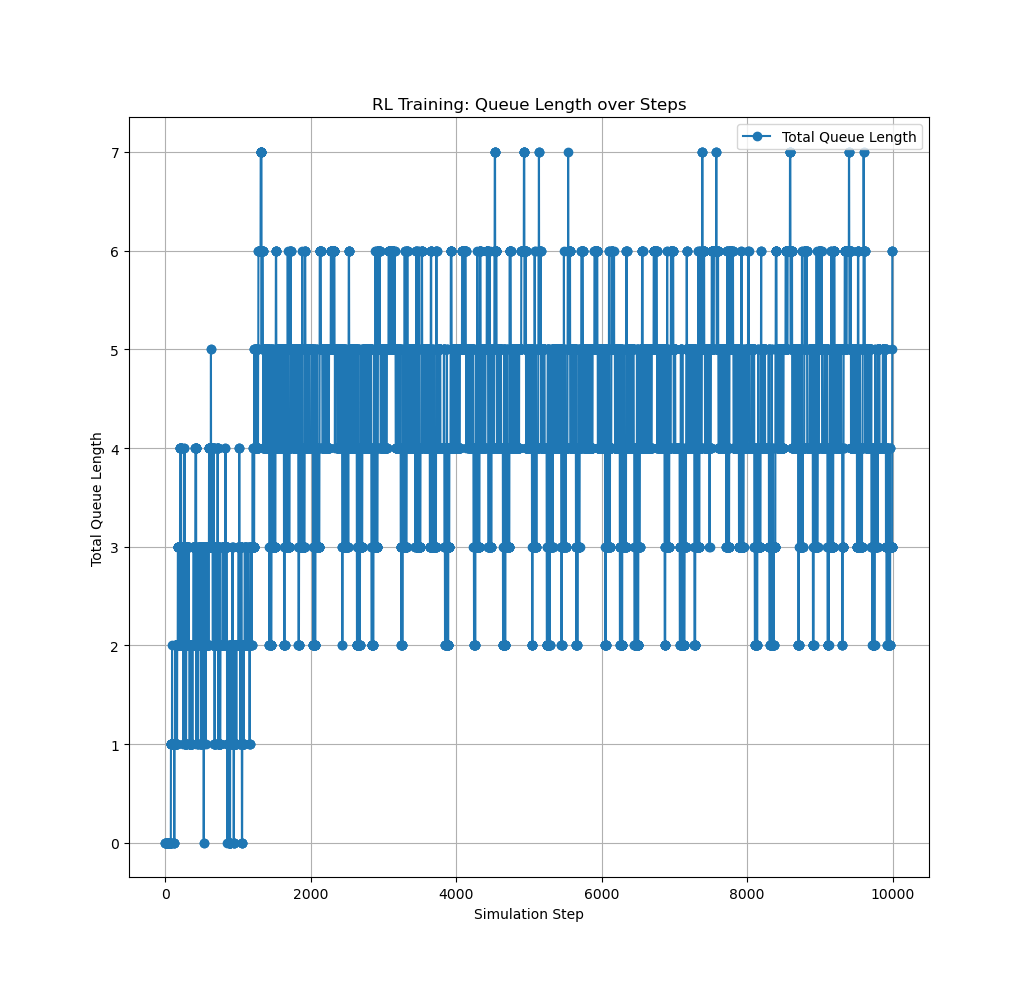 RL Training: Queue Length over Steps
Total Queue Length
7
6
5
4
3
2
1
0
Total Queue Length
0 2000 4000 6000 8000 10000
Simulation Step